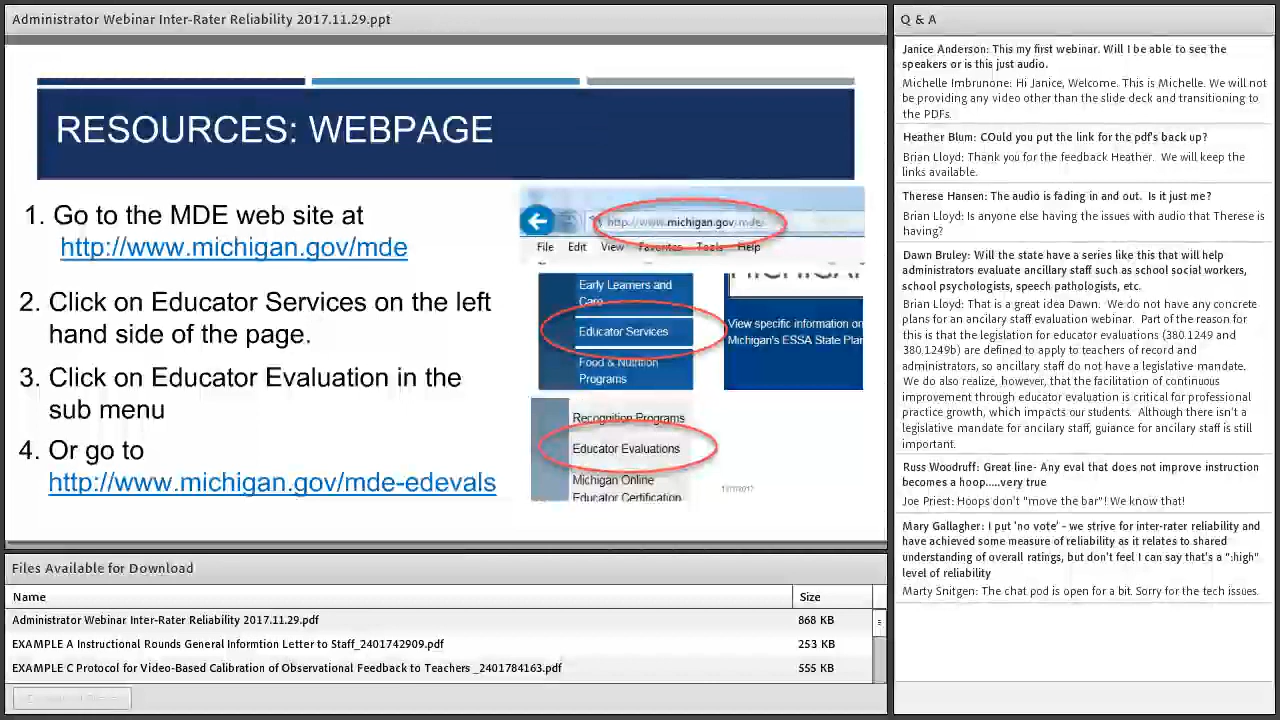 Administrator Webinar Inter-Rater Reliability 2017.11.29.ppt
RESOURCES: WEBPAGE
1. Go to the MDE web site at
http://www.michigan.gov/mde
2. Click on Educator Services on the left
hand side of the page.
3. Click on Educator Evaluation in the
sub menu
4. Or go to
http://www.michigan.gov/mde-edevals
http://www.michigan.gov/mde/
File Edit View Favorites Tools Help
Early Learners and
Care
Educator Services
Food & Nutrition
Programs
View specific information on
Michigan's ESSA State Plan
Recognition Programs
Educator Evaluations
Michigan Online
Educator Certification
Files Available for Download
Name Size
Administrator Webinar Inter-Rater Reliability 2017.11.29.pdf 868 KB
EXAMPLE A Instructional Rounds General Informtion Letter to Staff_2401742909.pdf 253 KB
EXAMPLE C Protocol for Video-Based Calibration of Observational Feedback to Teachers _2401784163.pdf 555 KB
Q & A
Janice Anderson: This my first webinar. Will I be able to see the
speakers or is this just audio.
Michelle Imbrunone: Hi Janice, Welcome. This is Michelle. We will not
be providing any video other than the slide deck and transitioning to
the PDFs.
Heather Blum: COuld you put the link for the pdf's back up?
Brian Lloyd: Thank you for the feedback Heather. We will keep the
links available.
Therese Hansen: The audio is fading in and out. Is it just me?
Brian Lloyd: Is anyone else having the issues with audio that Therese is
having?
Dawn Bruley: Will the state have a series like this that will help
administrators evaluate ancillary staff such as school social workers,
school psychologists, speech pathologists, etc.
Brian Lloyd: That is a great idea Dawn. We do not have any concrete
plans for an ancilary staff evaluation webinar. Part of the reason for
this is that the legislation for educator evaluations (380.1249 and
380.1249b) are defined to apply to teachers of record and
administrators, so ancillary staff do not have a legislative mandate.
We do also realize, however, that the facilitation of continuous
improvement through educator evaluation is critical for professional
practice growth, which impacts our students. Although there isn't a
legislative mandate for ancillary staff, guiance for ancillary staff is still
important.
Russ Woodruff: Great line- Any eval that does not improve instruction
becomes a hoop.....very true
Joe Priest: Hoops don't "move the bar"! We know that!
Mary Gallagher: I put 'no vote' - we strive for inter-rater reliability and
have achieved some measure of reliability as it relates to shared
understanding of overall ratings, but don't feel I can say that's a ":high"
level of reliability
Marty Snitgen: The chat pod is open for a bit. Sorry for the tech issues.